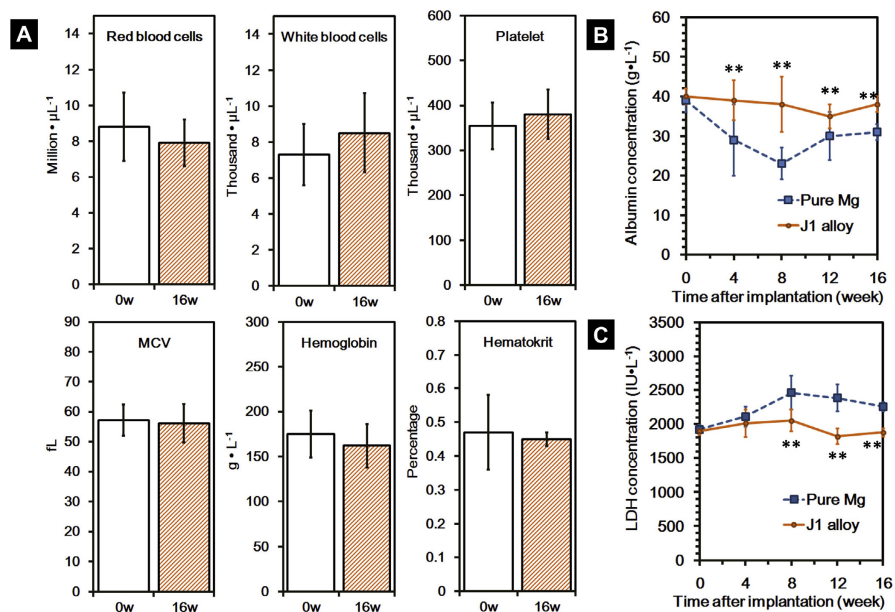 A
Red blood cells
Million • µL-1
14
12
10
8
6
4
2
0
0w 16w
White blood cells
Thousand • µL-1
14
12
10
8
6
4
2
0
0w 16w
Platelet
Thousand • µL-1
600
500
400
300
200
100
0
0w 16w
MCV
fL
90
80
70
60
50
40
30
20
10
0
0w 16w
Hemoglobin
g • L-1
300
250
200
150
100
50
0
0w 16w
Hematokrit
Percentage
0.8
0.7
0.6
0.5
0.4
0.3
0.2
0.1
0
0w 16w
B
Albumin concentration (g•L-1)
60
50
40
30
20
10
0
** ** ** **
Pure Mg
J1 alloy
0 4 8 12 16
Time after implantation (week)
C
LDH concentration (IU•L-1)
3500
3000
2500
2000
1500
1000
500
0
** ** **
Pure Mg
J1 alloy
0 4 8 12 16
Time after implantation (week)